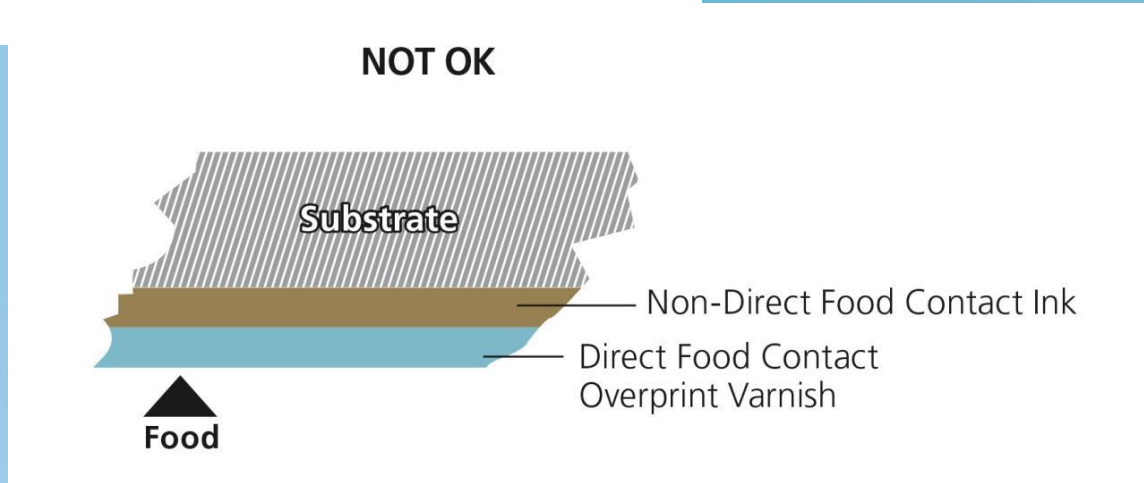 NOT OK
Substrate
Non-Direct Food Contact Ink
Direct Food Contact
Overprint Varnish
Food